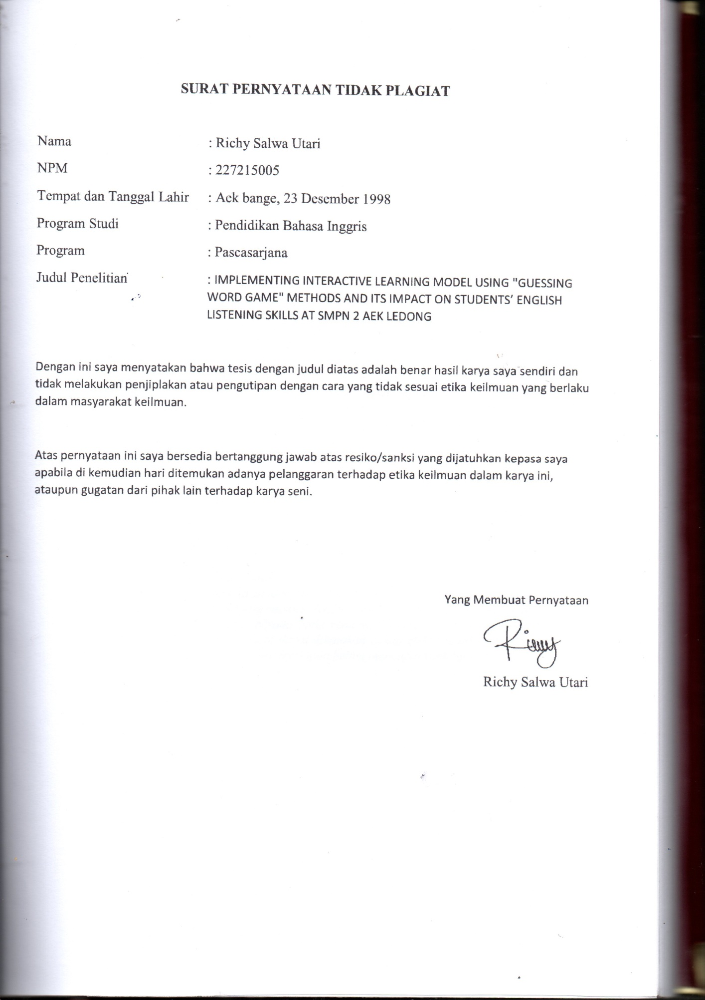 SURAT PERNYATAAN TIDAK PLAGIAT
Nama : Richy Salwa Utari
NPM : 227215005
Tempat dan Tanggal Lahir : Aek bange, 23 Desember 1998
Program Studi : Pendidikan Bahasa Inggris
Program : Pascasarjana
Judul Penelitian : IMPLEMENTING INTERACTIVE LEARNING MODEL USING "GUESSING
WORD GAME" METHODS AND ITS IMPACT ON STUDENTS’ ENGLISH
LISTENING SKILLS AT SMPN 2 AEK LEDONG
Dengan ini saya menyatakan bahwa tesis dengan judul diatas adalah benar hasil karya saya sendiri dan
tidak melakukan penjiplakan atau pengutipan dengan cara yang tidak sesuai etika keilmuan yang berlaku
dalam masyarakat keilmuan.
Atas pernyataan ini saya bersedia bertanggung jawab atas resiko/sanksi yang dijatuhkan kepasa saya
apabila di kemudian hari ditemukan adanya pelanggaran terhadap etika keilmuan dalam karya ini,
ataupun gugatan dari pihak lain terhadap karya seni.
Yang Membuat Pernyataan
Richy
Richy Salwa Utari